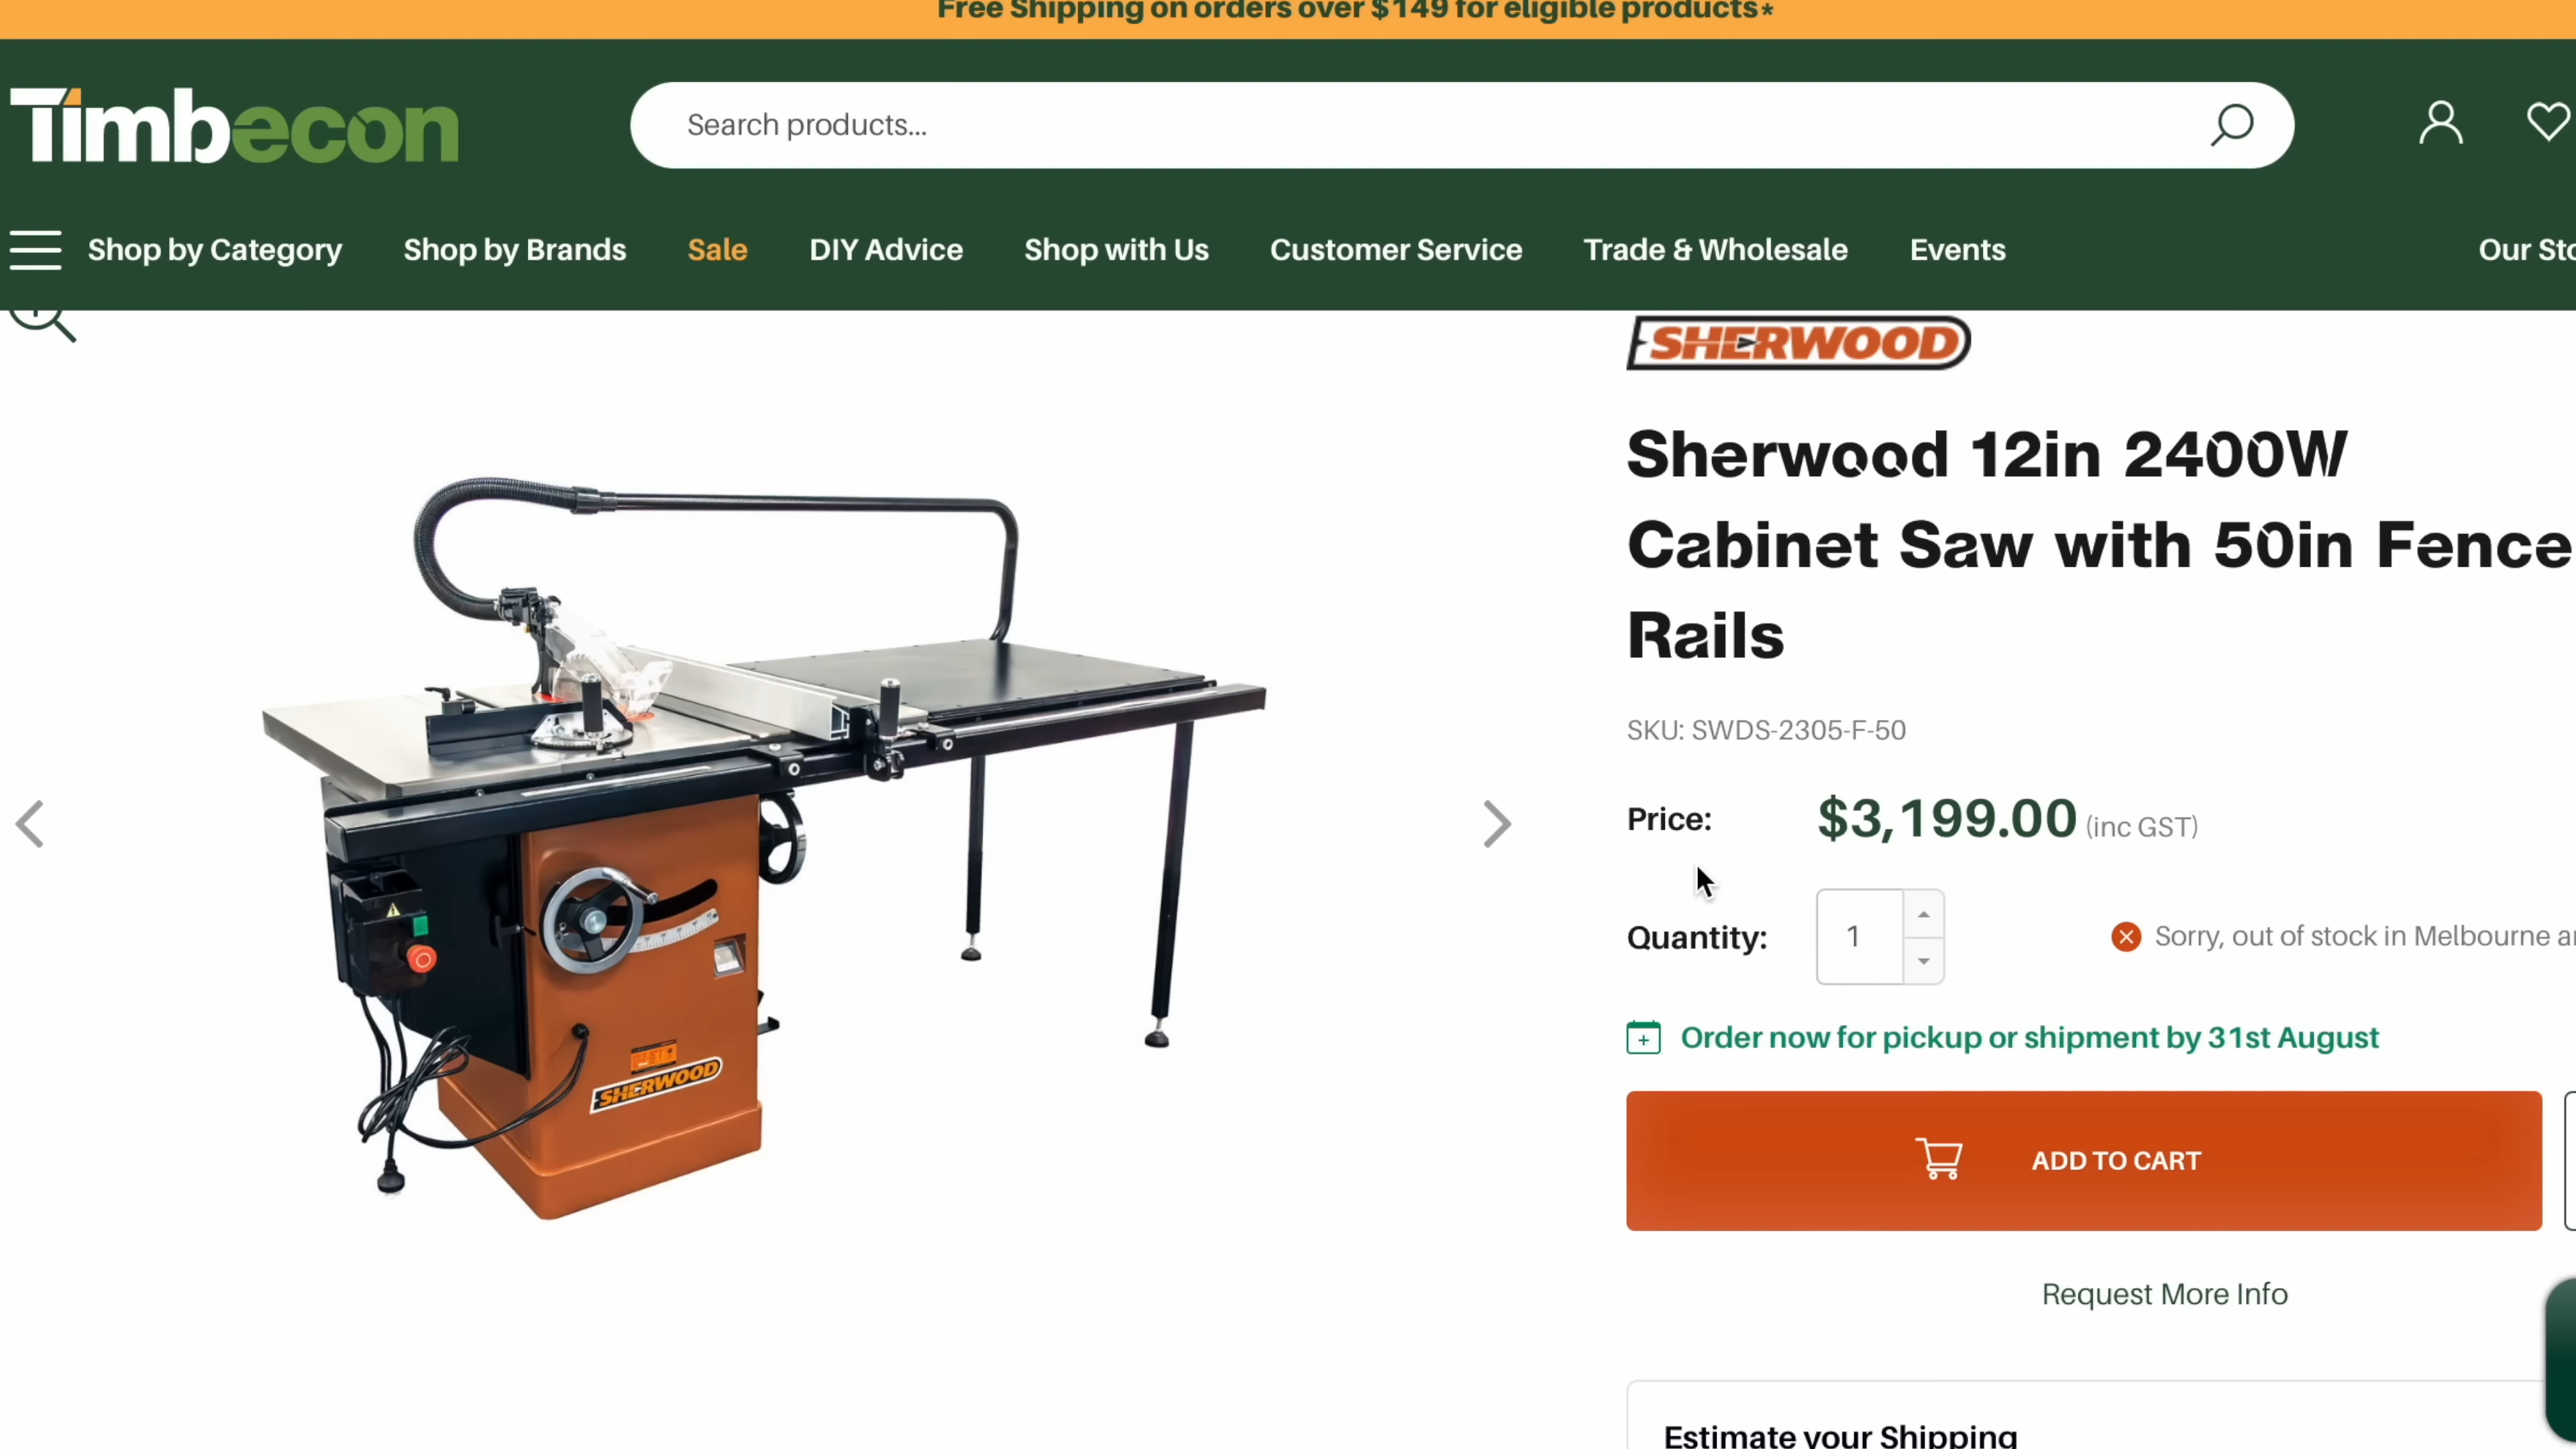 Free Shipping on orders over $149 for eligible products*
Timbecon
Search products...
Shop by Category Shop by Brands Sale DIY Advice Shop with Us Customer Service Trade & Wholesale Events Our Sto
SHERWOOD
Sherwood 12in 2400W
Cabinet Saw with 50in Fence
Rails
SKU: SWDS-2305-F-50
Price: $3,199.00 (inc GST)
Quantity: 1 Sorry, out of stock in Melbourne an
Order now for pickup or shipment by 31st August
ADD TO CART
Request More Info
Estimate your Shipping
SHERWOOD